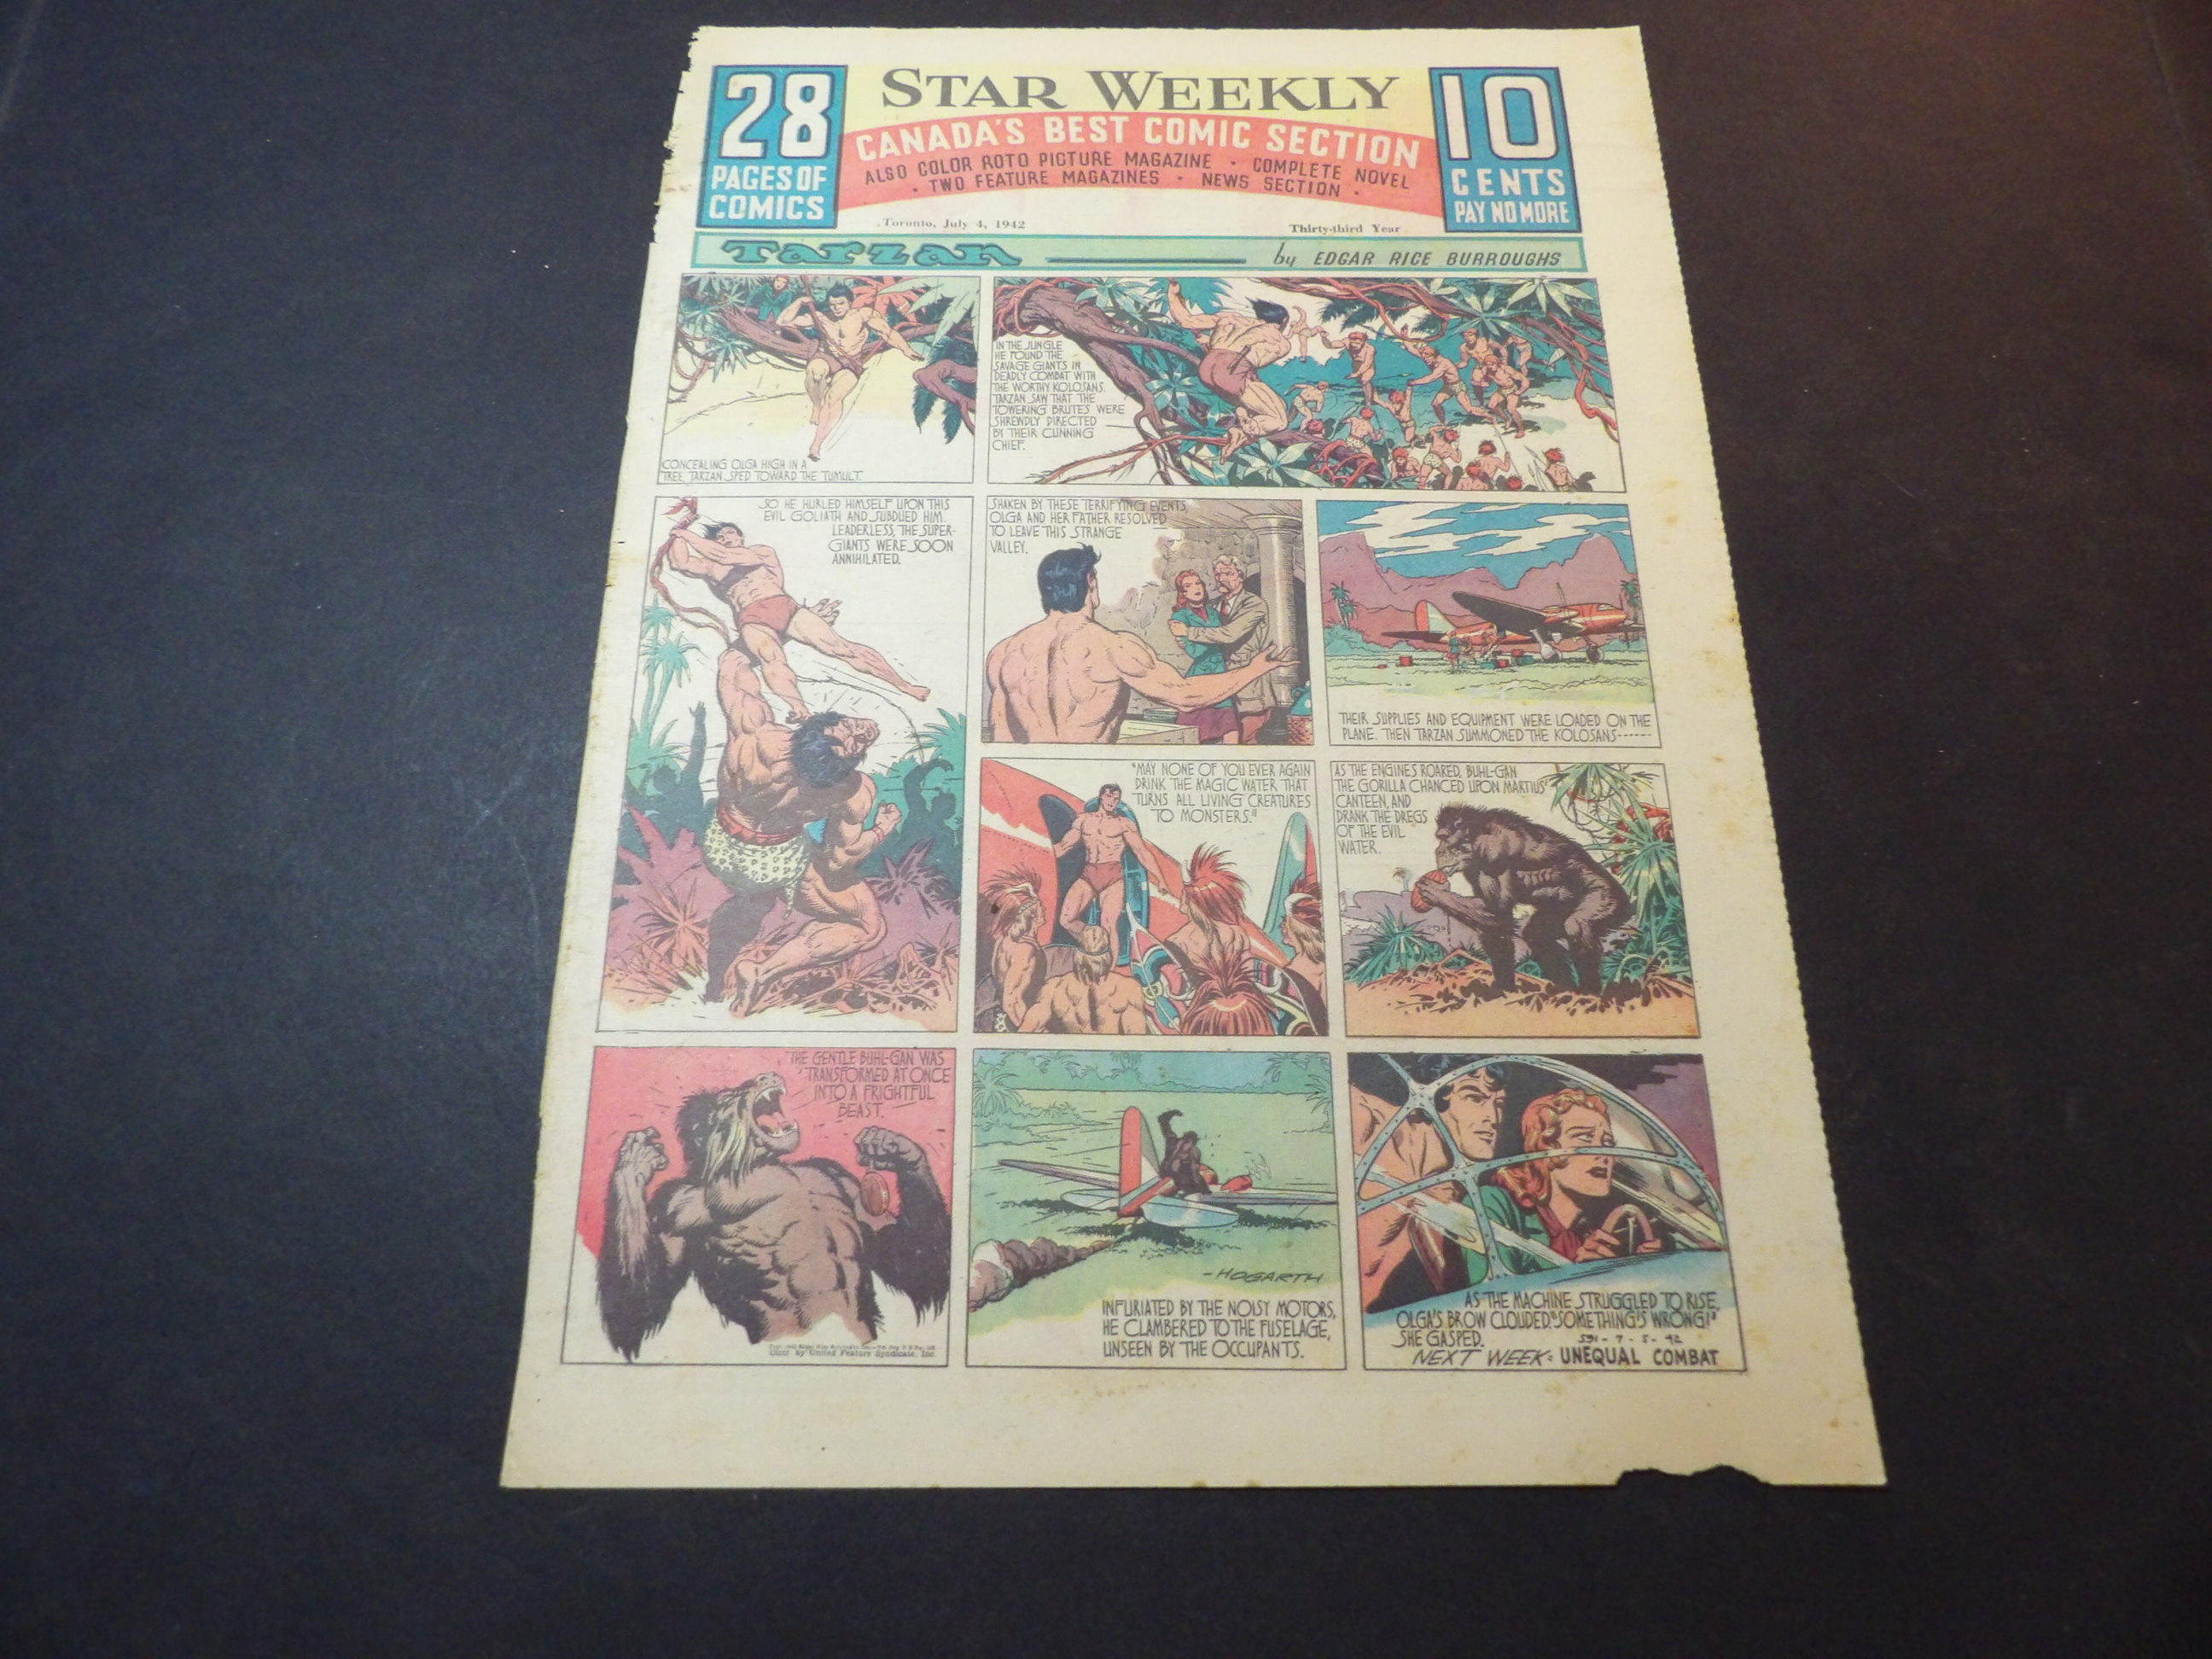 28
PAGES OF
COMICS
STAR WEEKLY
CANADA'S BEST COMIC SECTION
ALSO COLOR ROTO PICTURE MAGAZINE • COMPLETE NOVEL
• TWO FEATURE MAGAZINES • NEWS SECTION •
10
CENTS
PAY NO MORE
Toronto, July 4, 1942
Thirty-third Year
Tarzan
by EDGAR RICE BURROUGHS
CONCEALING OLGA HIGH IN A
TREE, TARZAN SPED TOWARD THE TUMULT.
IN THE JUNGLE
HE FOUND THE
SAVAGE GIANTS IN
DEADLY COMBAT WITH
THE WORTHY KOLOSANS.
TARZAN SAW THAT THE
TOWERING BRUTES WERE
SHREWDLY DIRECTED
BY THEIR CUNNING
CHIEF.
SO HE HURLED HIMSELF UPON THIS
EVIL GOLIATH AND SUBDUED HIM.
LEADERLESS, THE SUPER-
GIANTS WERE SOON
ANNIHILATED.
SHAKEN BY THESE TERRIFYING EVENTS,
OLGA AND HER FATHER RESOLVED
TO LEAVE THIS STRANGE
VALLEY.
THEIR SUPPLIES AND EQUIPMENT WERE LOADED ON THE
PLANE. THEN TARZAN SUMMONED THE KOLOSANS------
"MAY NONE OF YOU EVER AGAIN
DRINK THE MAGIC WATER THAT
TURNS ALL LIVING CREATURES
TO MONSTERS."
AS THE ENGINES ROARED, BUHL-GAN
THE GORILLA CHANCED UPON MARTIUS'
CANTEEN, AND
DRANK THE DREGS
OF THE EVIL
WATER.
THE GENTLE BUHL-GAN WAS
TRANSFORMED AT ONCE
INTO A FRIGHTFUL
BEAST.
Distr by United Feature Syndicate, Inc.
-HOGARTH
INFURIATED BY THE NOISY MOTORS,
HE CLAMBERED TO THE FUSELAGE,
UNSEEN BY THE OCCUPANTS.
AS THE MACHINE STRUGGLED TO RISE,
OLGA'S BROW CLOUDED. "SOMETHING'S WRONG!"
SHE GASPED.
591-7-5-42
NEXT WEEK: UNEQUAL COMBAT